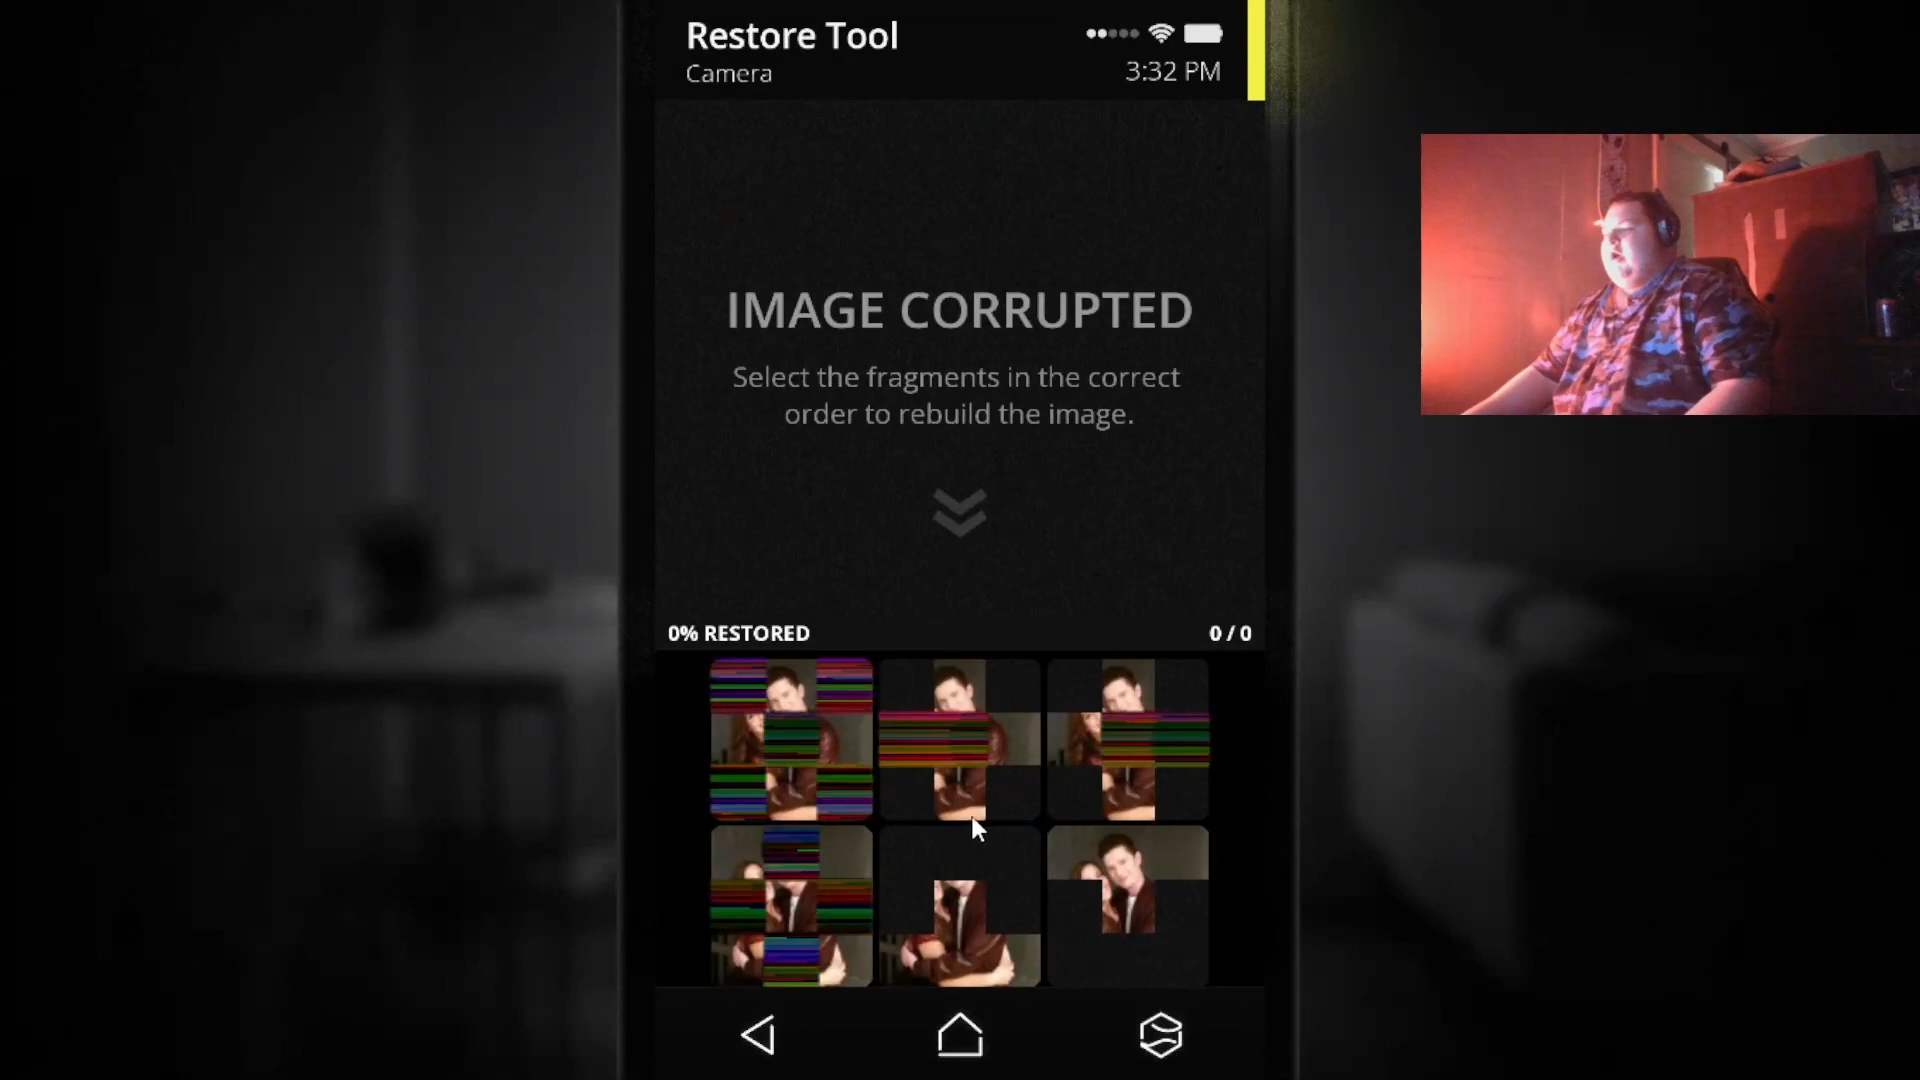 Restore Tool
Camera
3:32 PM
IMAGE CORRUPTED
Select the fragments in the correct
order to rebuild the image.
0% RESTORED
0 / 0